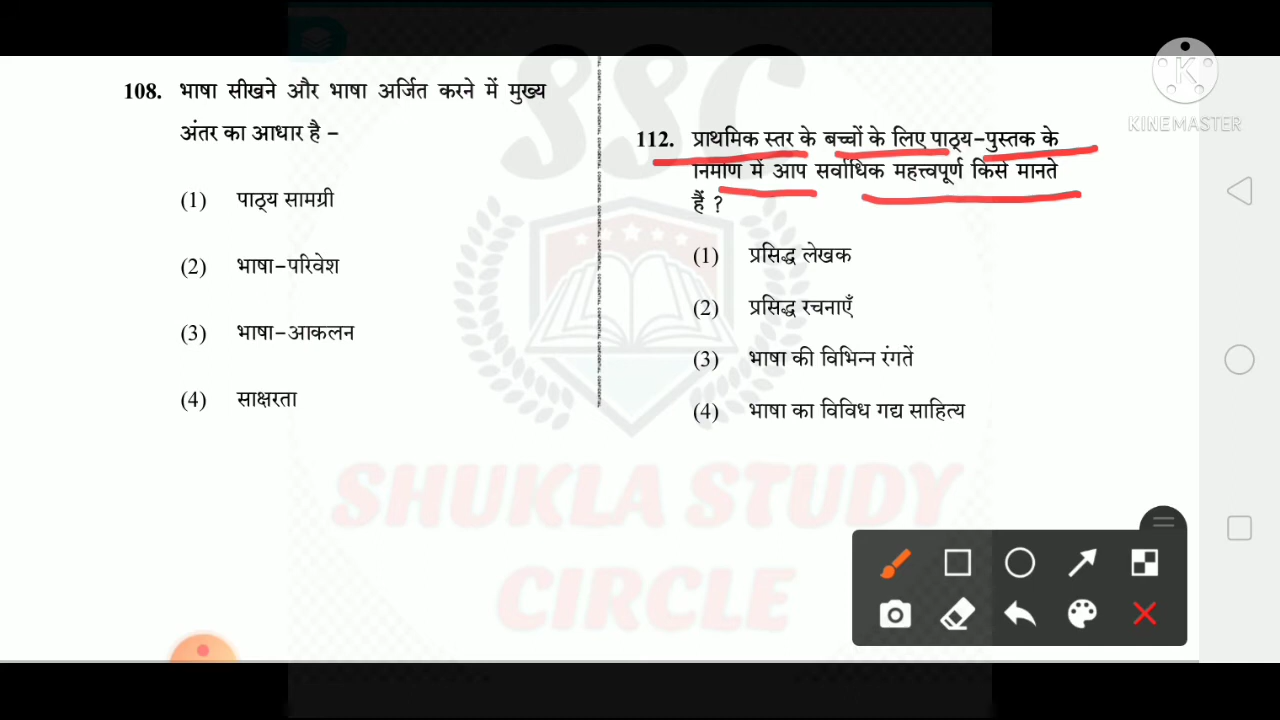 108. भाषा सीखने और भाषा अर्जित करने में मुख्य
अंतर का आधार है –
(1) पाठ्य सामग्री
(2) भाषा-परिवेश
(3) भाषा-आकलन
(4) साक्षरता
112. प्राथमिक स्तर के बच्चों के लिए पाठ्य-पुस्तक के
निर्माण में आप सर्वाधिक महत्त्वपूर्ण किसे मानते
हैं ?
(1) प्रसिद्ध लेखक
(2) प्रसिद्ध रचनाएँ
(3) भाषा की विभिन्न रंगतें
(4) भाषा का विविध गद्य साहित्य
SSC
SHUKLA STUDY
CIRCLE
K
KINEMASTER